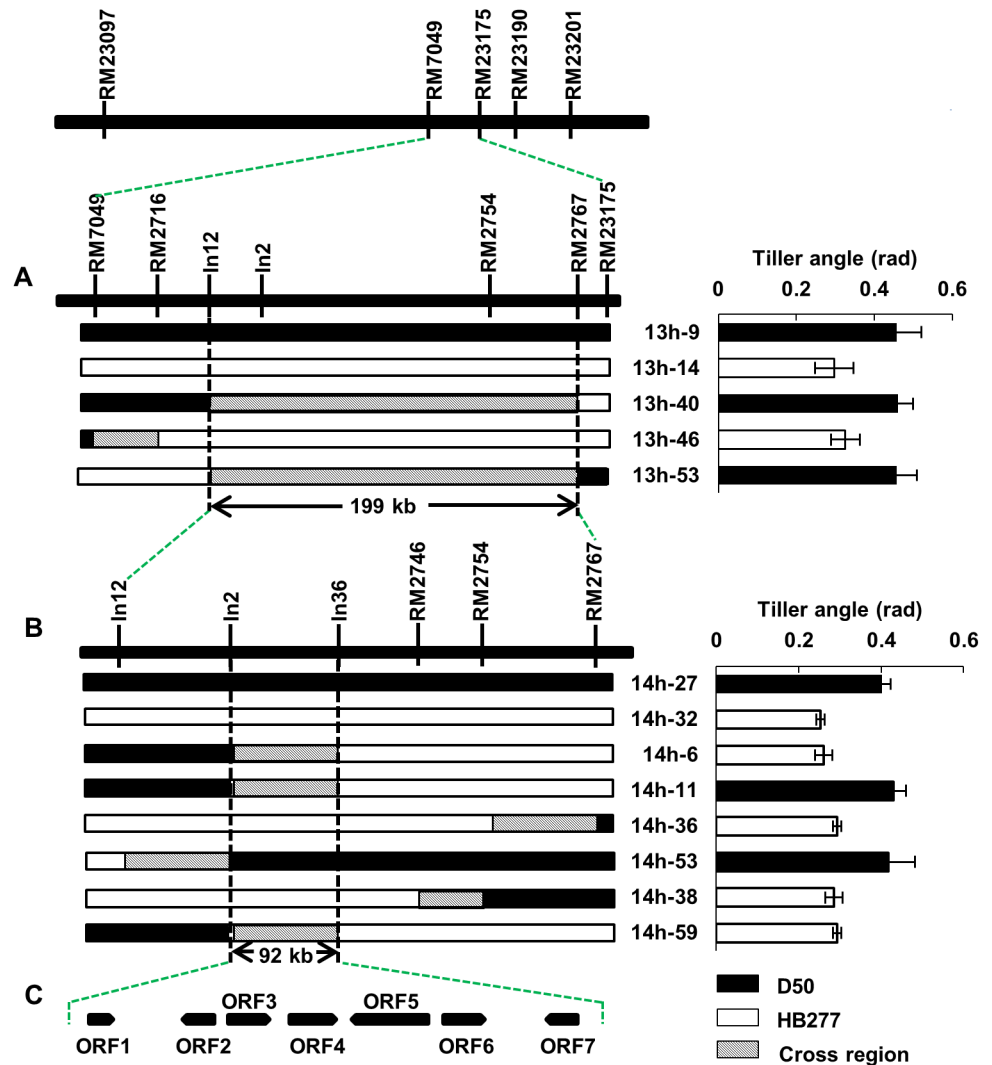 RM23097
RM7049
RM23175
RM23190
RM23201
RM7049
RM2716
In12
In2
RM2754
RM2767
RM23175
A
Tiller angle (rad)
0 0.2 0.4 0.6
13h-9
13h-14
13h-40
13h-46
13h-53
199 kb
In12
In2
In36
RM2746
RM2754
RM2767
B
Tiller angle (rad)
0 0.2 0.4 0.6
14h-27
14h-32
14h-6
14h-11
14h-36
14h-53
14h-38
14h-59
92 kb
C
ORF1
ORF2
ORF3
ORF4
ORF5
ORF6
ORF7
D50
HB277
Cross region